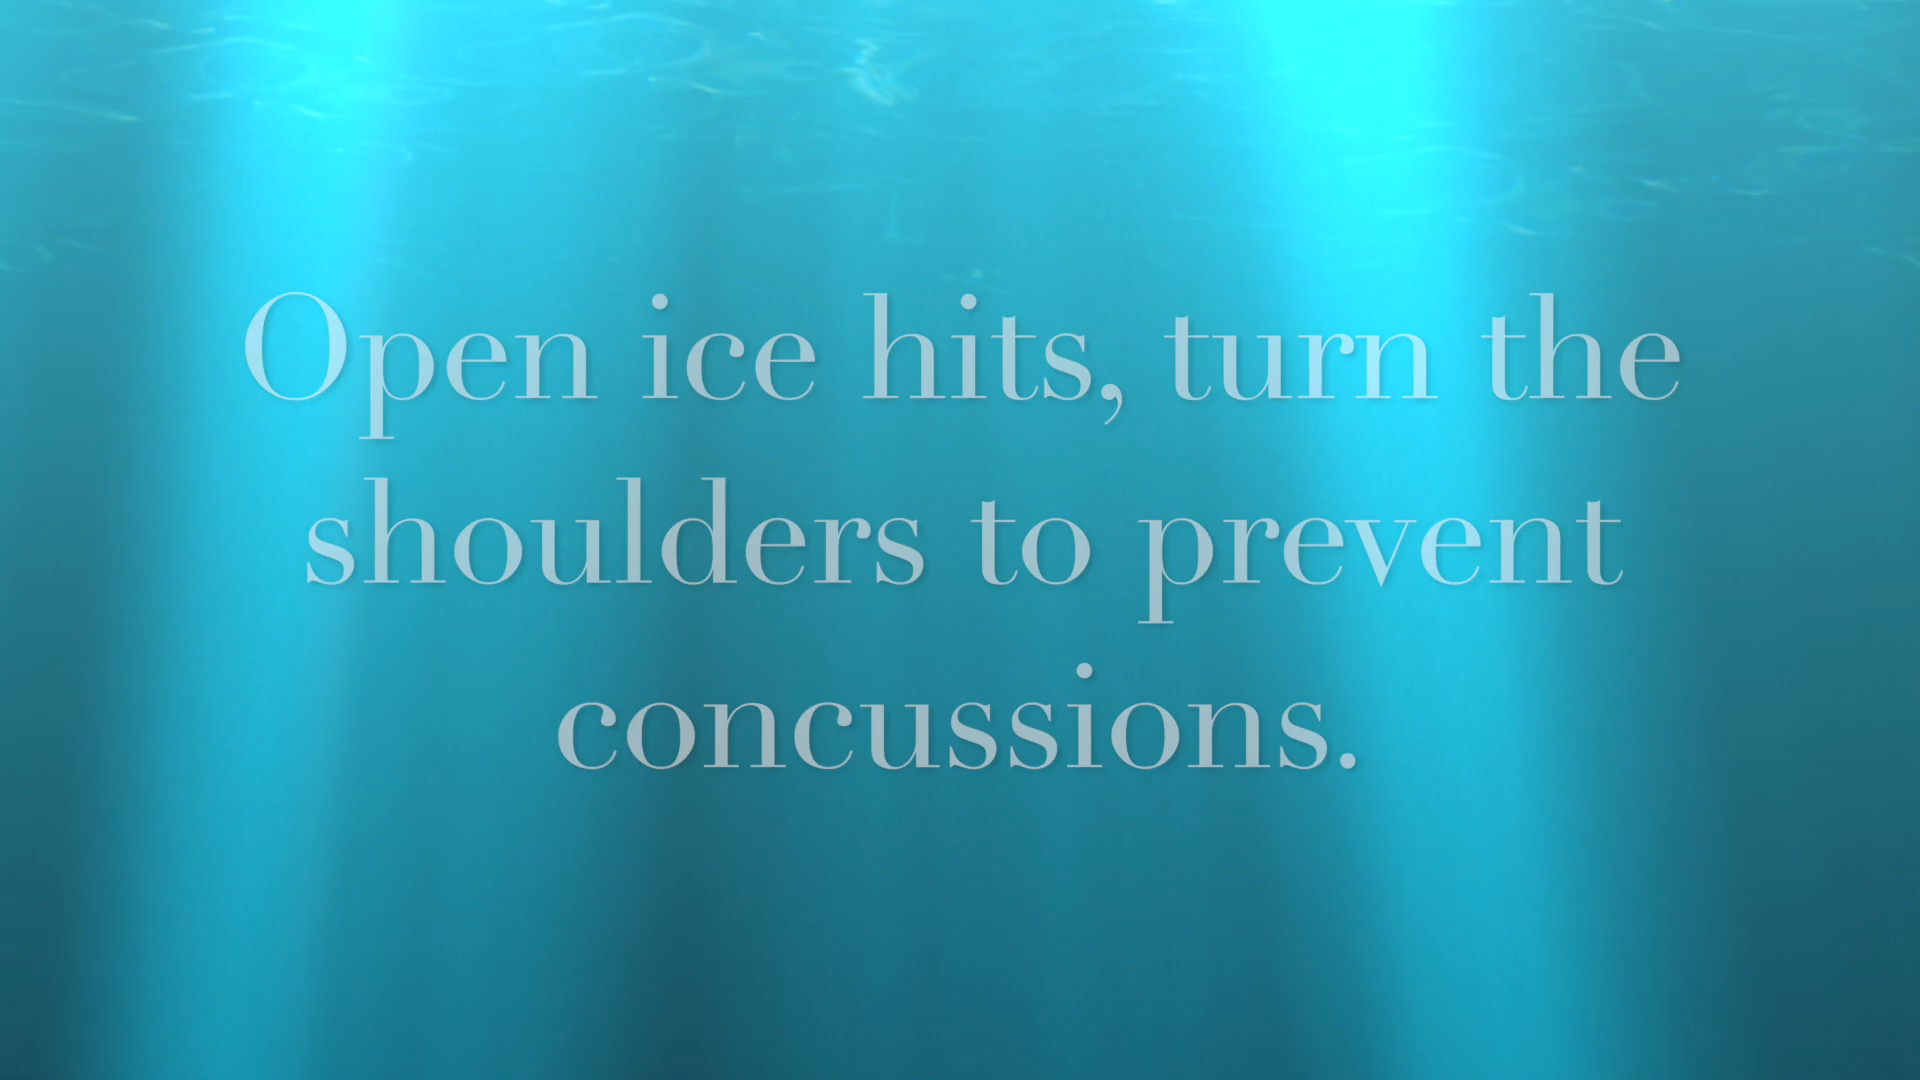 Open ice hits, turn the
shoulders to prevent
concussions.